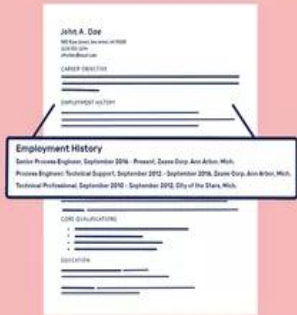 John A. Doe
CAREER OBJECTIVE
EMPLOYMENT HISTORY
Employment History
Senior Process Engineer, September 2016 - Present, Zeane Corp. Ann Arbor, Mich.
Process Engineer: Technical Support, September 2012 - September 2016, Zeane Corp. Ann Arbor, Mich.
Technical Professional, September 2010 - September 2012, City of the Stars, Mich.
CORE QUALIFICATIONS
EDUCATION